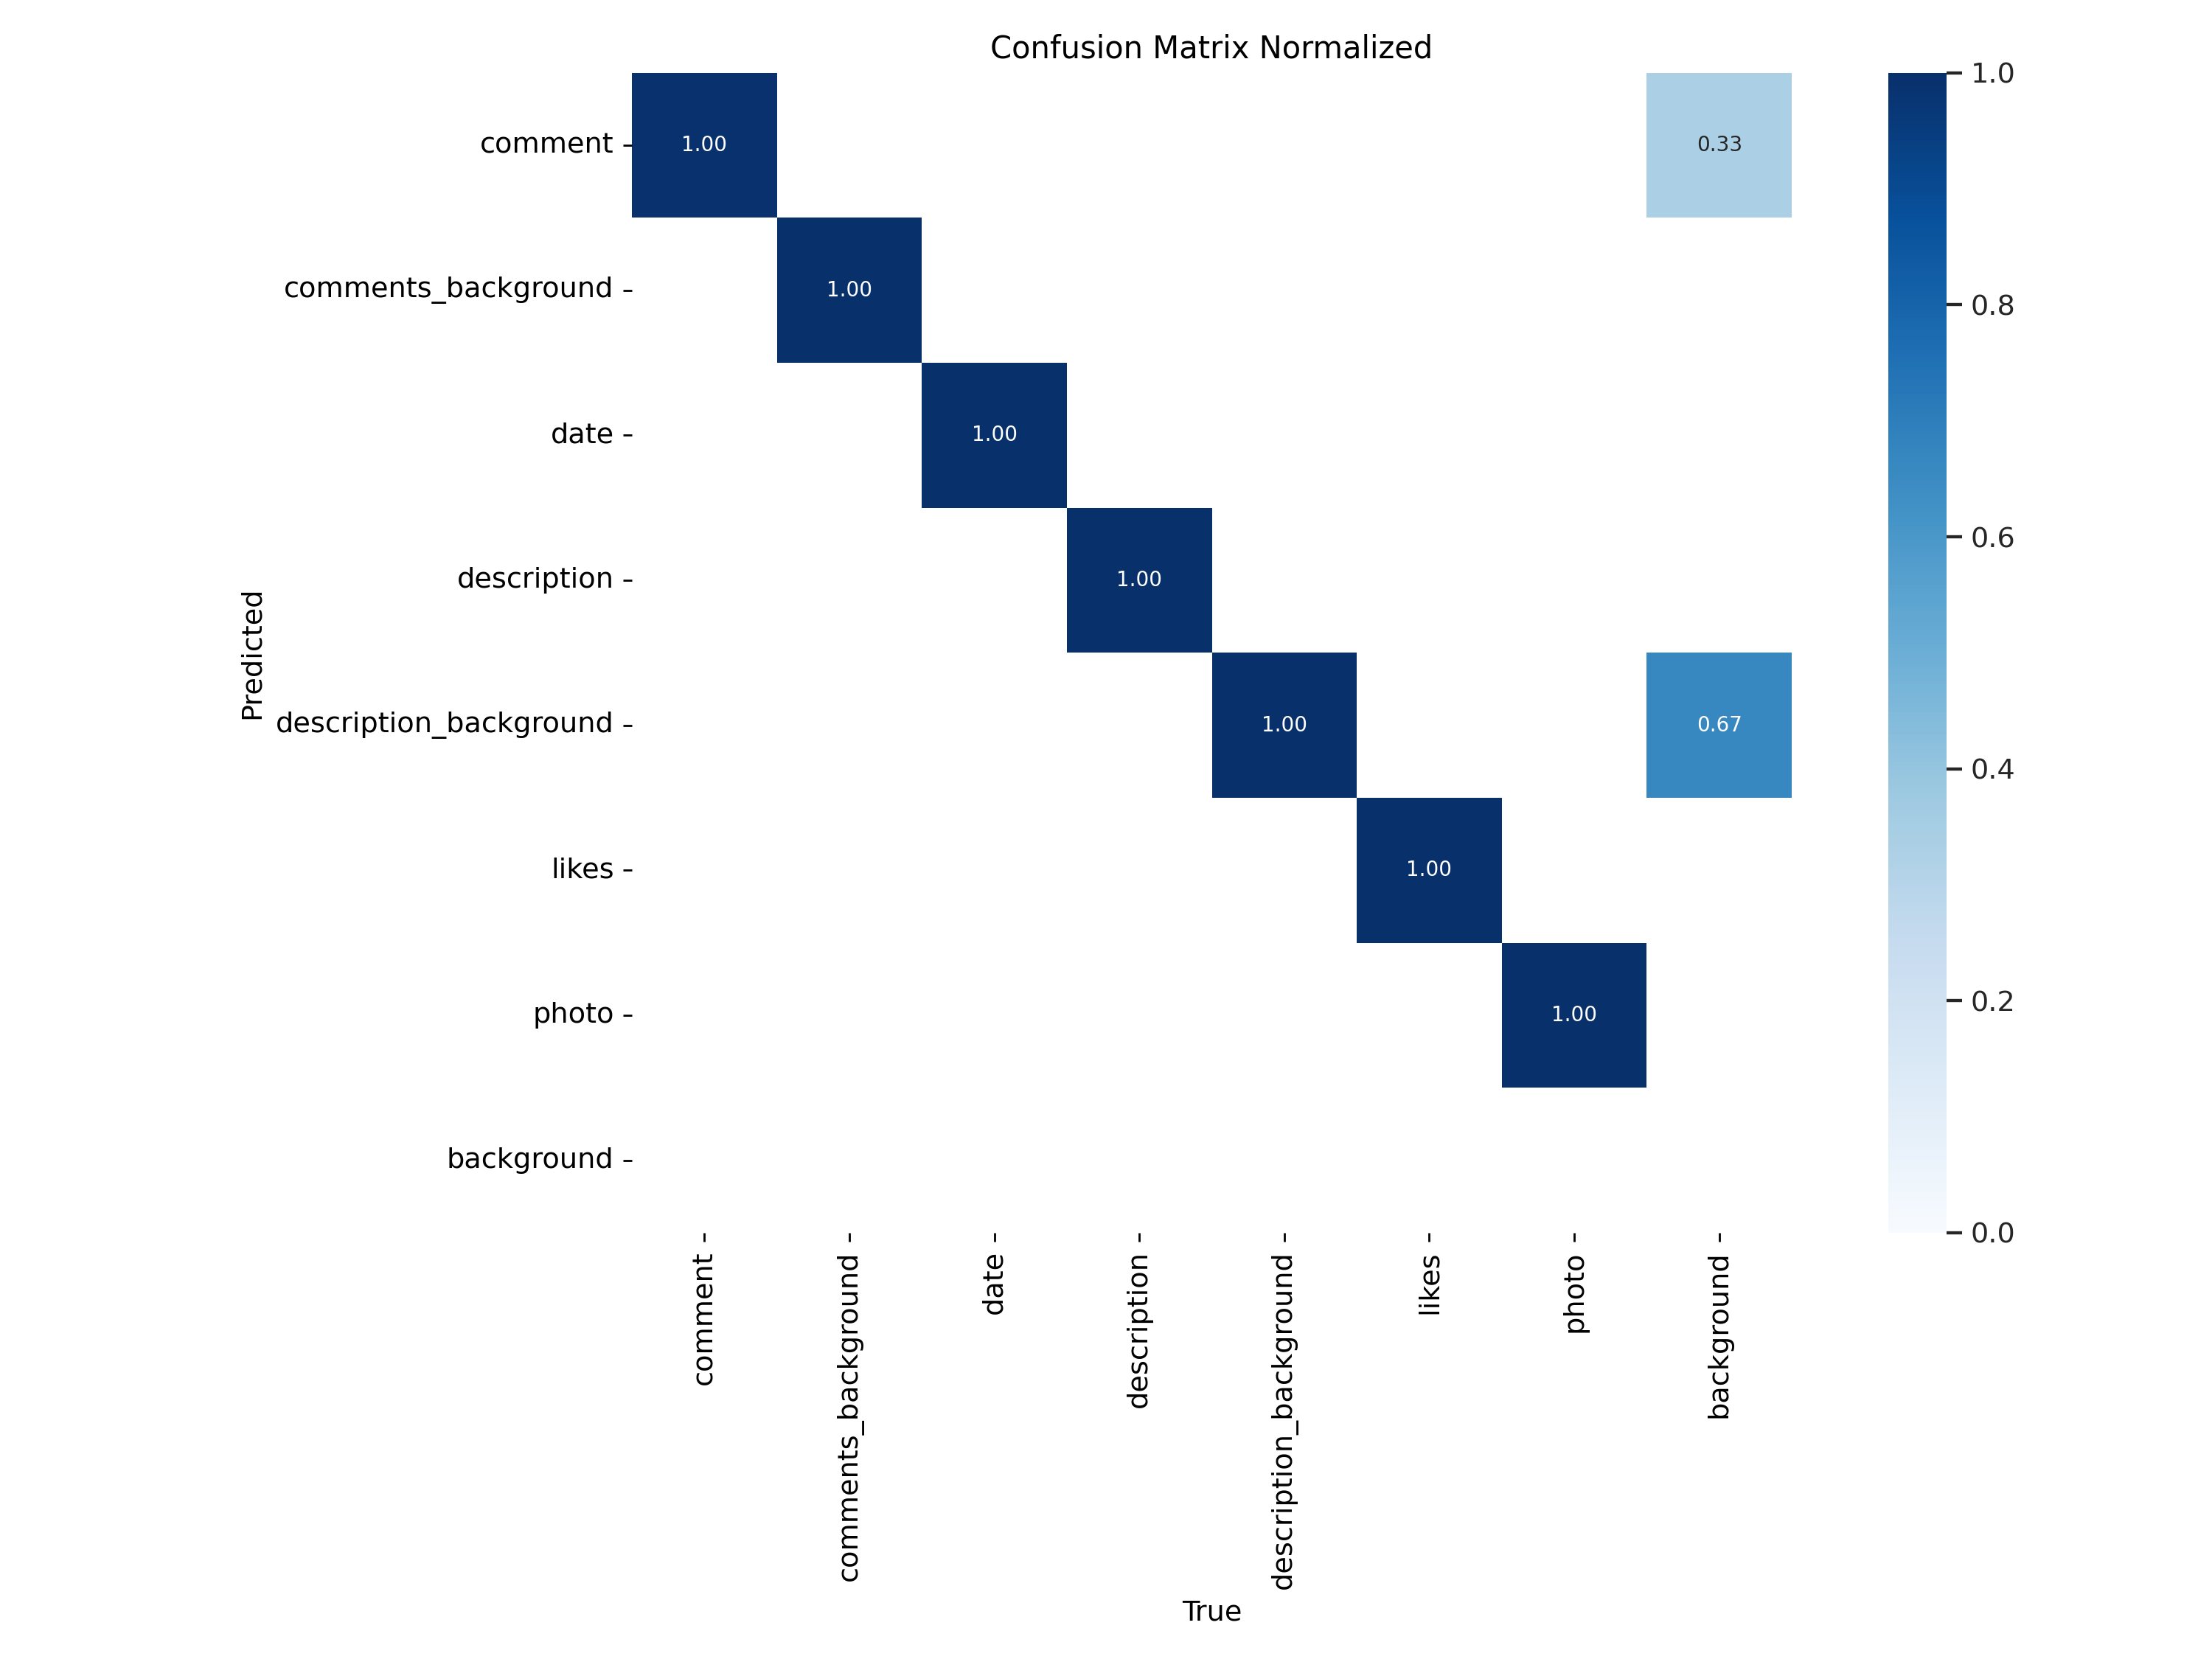 Confusion Matrix Normalized
comment
1.00
0.33
comments_background
1.00
date
1.00
description
1.00
description_background
1.00
0.67
likes
1.00
photo
1.00
background
Predicted
comment
comments_background
date
description
description_background
likes
photo
background
True
1.0
0.8
0.6
0.4
0.2
0.0